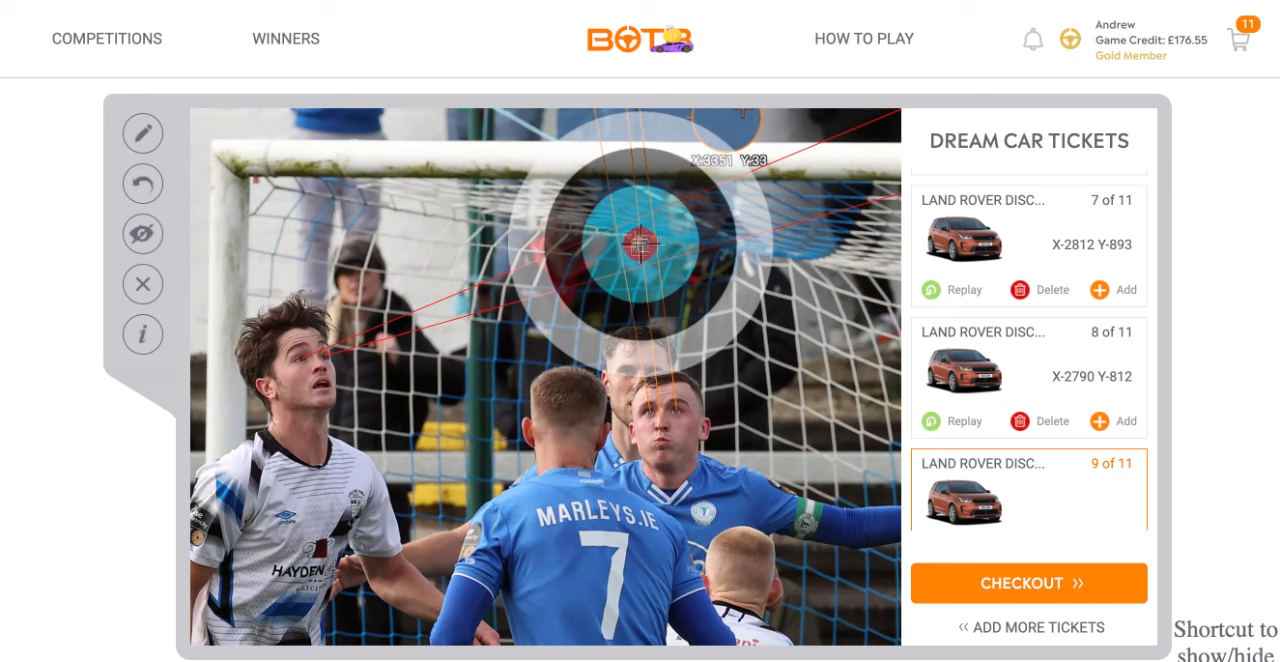 COMPETITIONS
WINNERS
BOTB
HOW TO PLAY
Andrew
Game Credit: £176.55
Gold Member
11
X:3351 Y:33
DREAM CAR TICKETS
LAND ROVER DISC... 7 of 11
X-2812 Y-893
Replay Delete Add
LAND ROVER DISC... 8 of 11
X-2790 Y-812
Replay Delete Add
LAND ROVER DISC... 9 of 11
i
MARLEYS.IE
7
umbro
HAYDEN
CHECKOUT »
« ADD MORE TICKETS
Shortcut to
show/hide